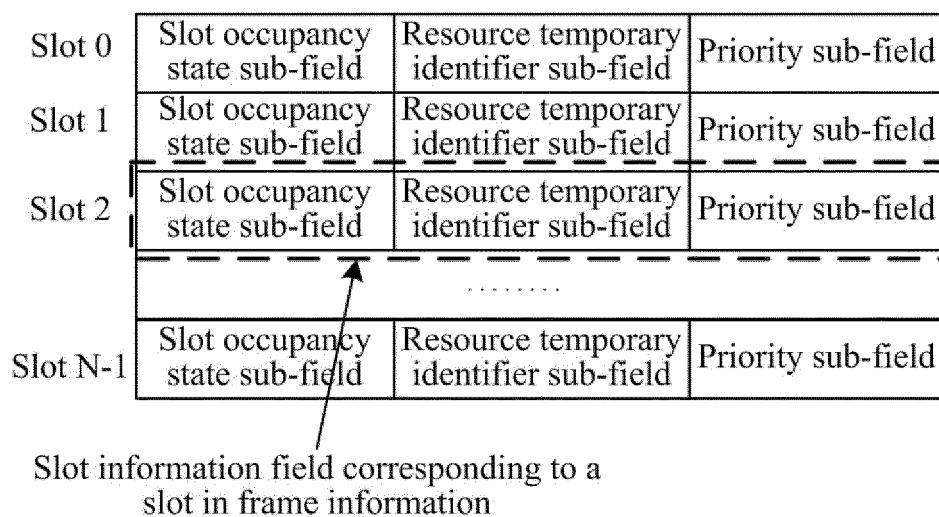 Slot 0
Slot occupancy state sub-field
Resource temporary identifier sub-field
Priority sub-field
Slot 1
Slot occupancy state sub-field
Resource temporary identifier sub-field
Priority sub-field
Slot 2
Slot occupancy state sub-field
Resource temporary identifier sub-field
Priority sub-field
........
Slot N-1
Slot occupancy state sub-field
Resource temporary identifier sub-field
Priority sub-field
Slot information field corresponding to a
slot in frame information